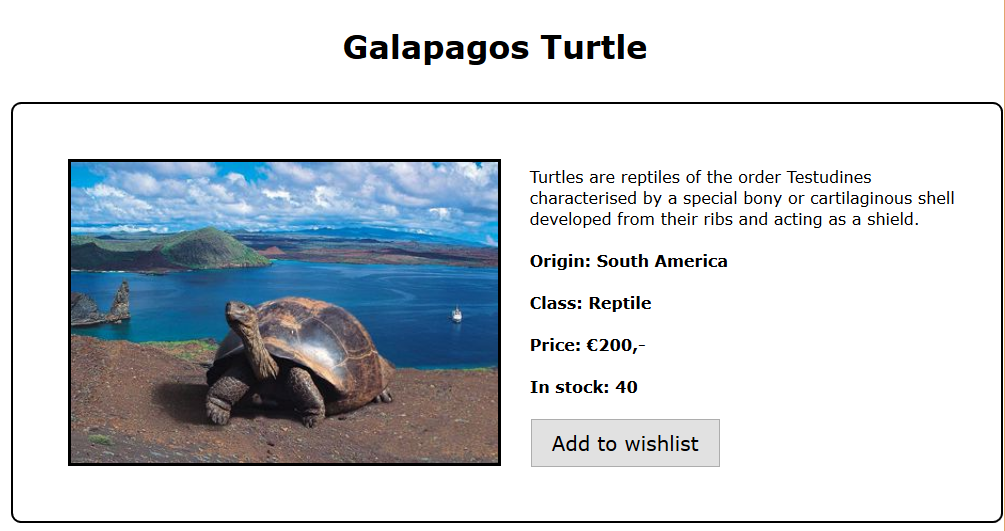 Galapagos Turtle
Turtles are reptiles of the order Testudines
characterised by a special bony or cartilaginous shell
developed from their ribs and acting as a shield.
Origin: South America
Class: Reptile
Price: €200,-
In stock: 40
Add to wishlist